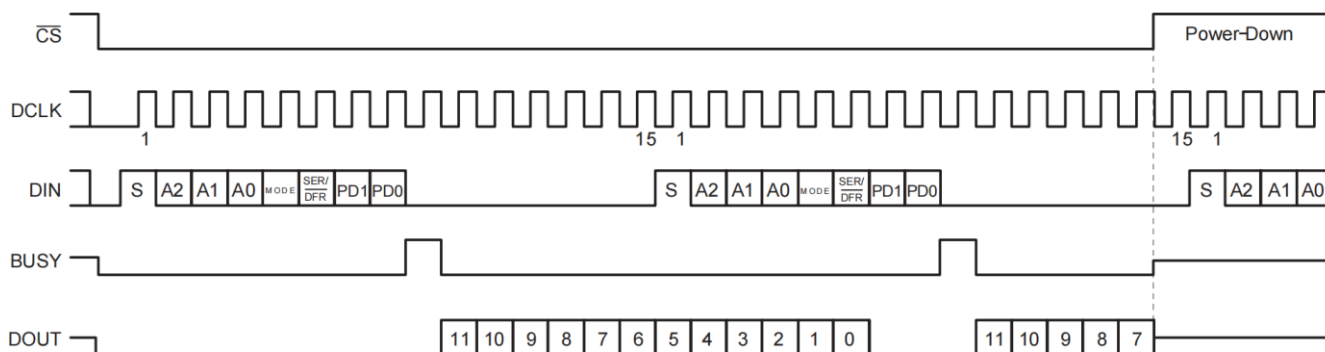 CS Power-Down
DCLK
1 15 1 15 1
DIN S A2 A1 A0 MODE SER/DFR PD1 PD0 S A2 A1 A0 MODE SER/DFR PD1 PD0 S A2 A1 A0
BUSY
DOUT 11 10 9 8 7 6 5 4 3 2 1 0 11 10 9 8 7